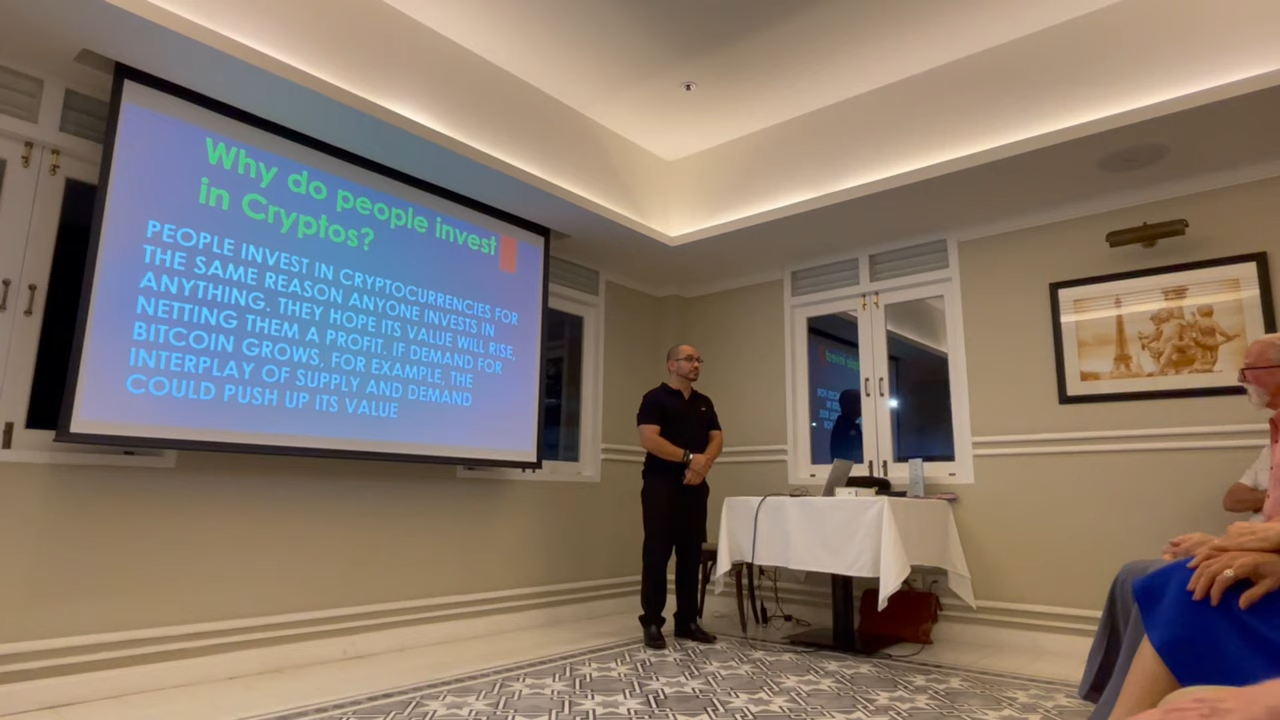 Why do people invest
in Cryptos?
PEOPLE INVEST IN CRYPTOCURRENCIES FOR
THE SAME REASON ANYONE INVESTS IN
ANYTHING. THEY HOPE ITS VALUE WILL RISE,
NETTING THEM A PROFIT. IF DEMAND FOR
BITCOIN GROWS, FOR EXAMPLE, THE
INTERPLAY OF SUPPLY AND DEMAND
COULD PUSH UP ITS VALUE